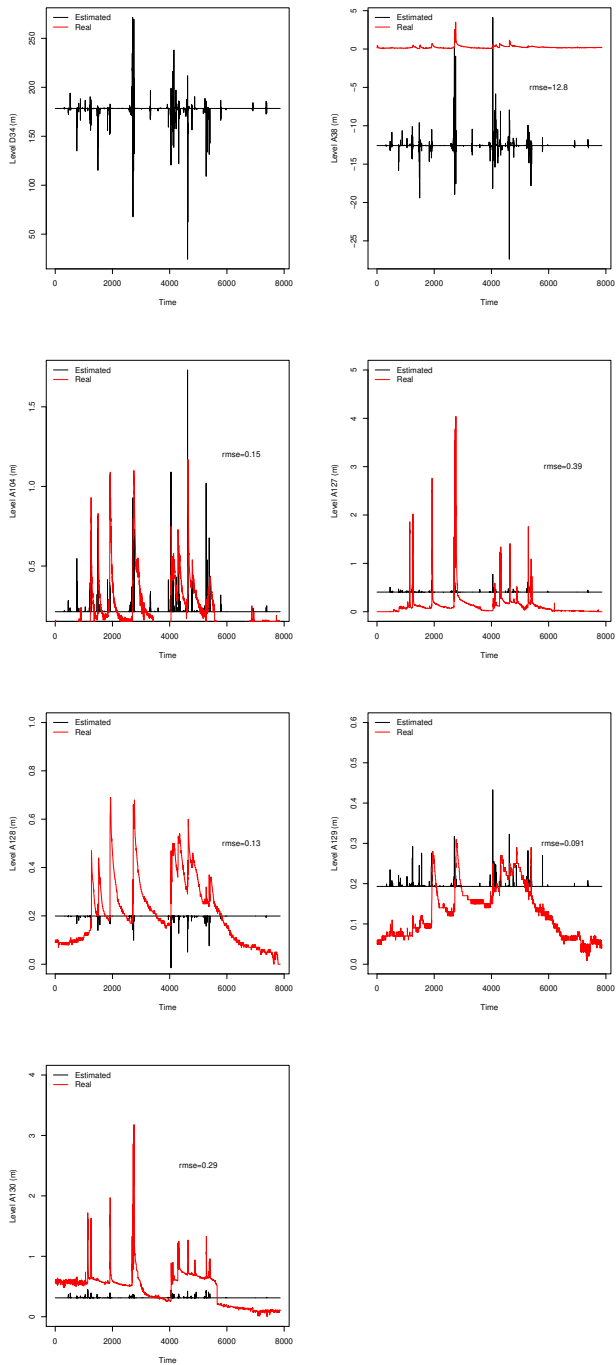 Estimated
Real
Level D34 (m)
50
100
150
200
250
0
2000
4000
6000
8000
Time
Estimated
Real
rmse=12.8
Level A38 (m)
−25
−20
−15
−10
−5
0
0
2000
4000
6000
8000
Time
Estimated
Real
rmse=0.15
Level A104 (m)
0.5
1.0
1.5
0
2000
4000
6000
8000
Time
Estimated
Real
rmse=0.39
Level A127 (m)
0
1
2
3
4
5
0
2000
4000
6000
8000
Time
Estimated
Real
rmse=0.13
Level A128 (m)
0.0
0.2
0.4
0.6
0.8
1.0
0
2000
4000
6000
8000
Time
Estimated
Real
rmse=0.091
Level A129 (m)
0.0
0.1
0.2
0.3
0.4
0.5
0.6
0
2000
4000
6000
8000
Time
Estimated
Real
rmse=0.29
Level A130 (m)
0
1
2
3
4
0
2000
4000
6000
8000
Time